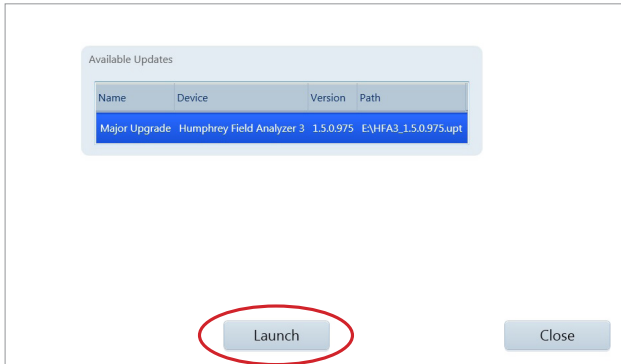 Available Updates
Name Device Version Path
Major Upgrade Humphrey Field Analyzer 3 1.5.0.975 E:\HFA3_1.5.0.975.upt
Launch Close